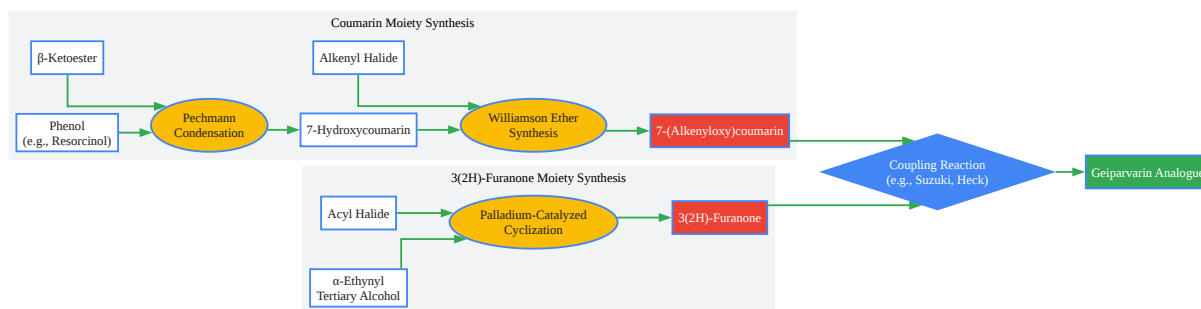 Coumarin Moiety Synthesis
β-Ketoester
Alkenyl Halide
Phenol
(e.g., Resorcinol)
Pechmann
Condensation
7-Hydroxycoumarin
Williamson Ether
Synthesis
7-(Alkenyloxy)coumarin
3(2H)-Furanone Moiety Synthesis
Acyl Halide
α-Ethynyl
Tertiary Alcohol
Palladium-Catalyzed
Cyclization
3(2H)-Furanone
Coupling Reaction
(e.g., Suzuki, Heck)
Geiparvarin Analogue